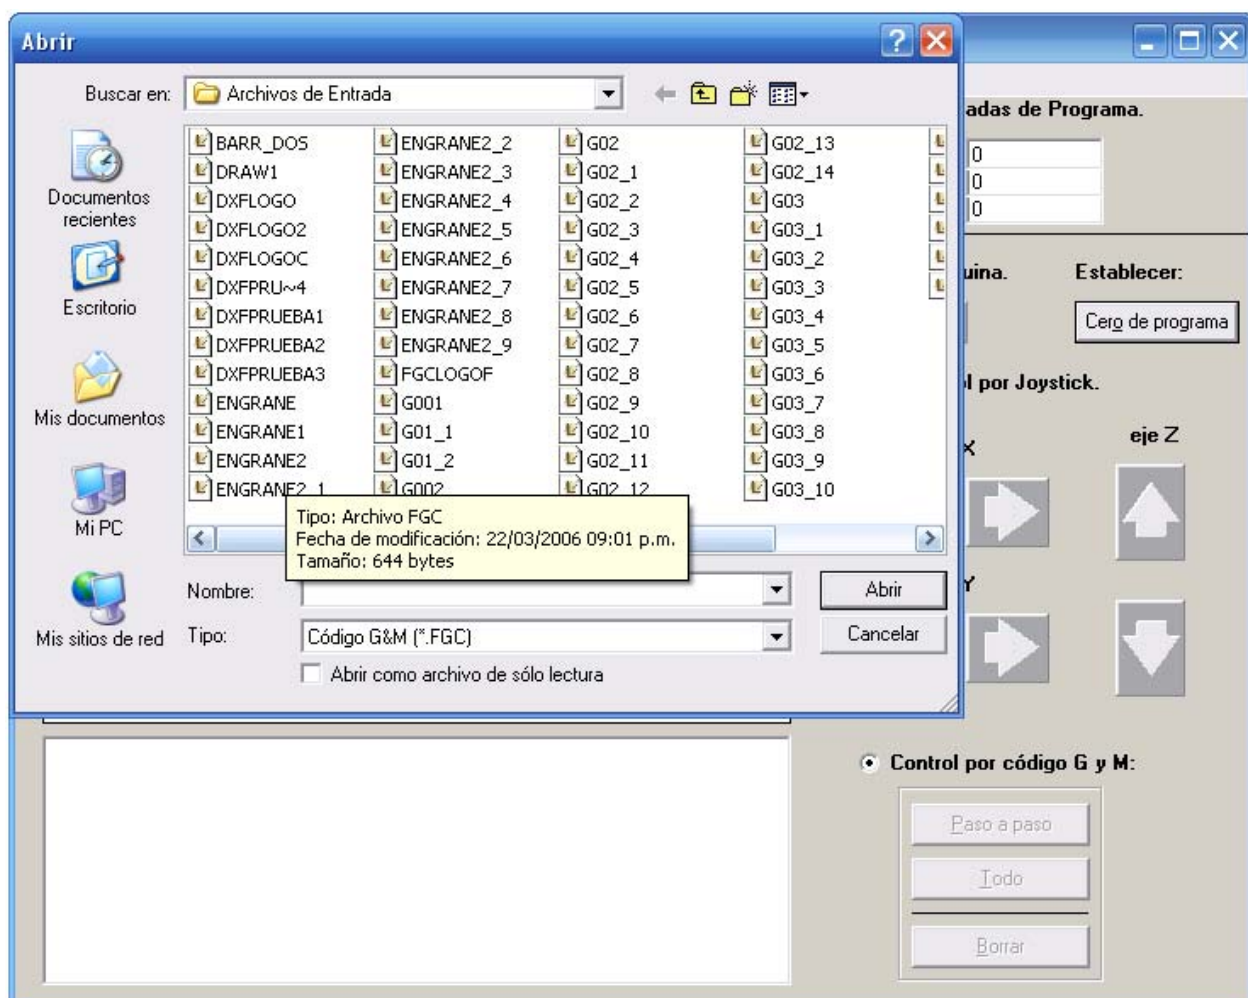 Abrir
Buscar en:
Archivos de Entrada
Documentos recientes
Escritorio
Mis documentos
Mi PC
Mis sitios de red
BARR_DOS
DRAW1
DXFLOGO
DXFLOGO2
DXFLOGOC
DXFPRU~4
DXFPRUEBA1
DXFPRUEBA2
DXFPRUEBA3
ENGRANE
ENGRANE1
ENGRANE2
ENGRANE2_1
ENGRANE2_2
ENGRANE2_3
ENGRANE2_4
ENGRANE2_5
ENGRANE2_6
ENGRANE2_7
ENGRANE2_8
ENGRANE2_9
FGCLOGOF
G001
G01_1
G01_2
G002
G02
G02_1
G02_2
G02_3
G02_4
G02_5
G02_6
G02_7
G02_8
G02_9
G02_10
G02_11
G02_12
G02_13
G02_14
G03
G03_1
G03_2
G03_3
G03_4
G03_5
G03_6
G03_7
G03_8
G03_9
G03_10
Tipo: Archivo FGC
Fecha de modificación: 22/03/2006 09:01 p.m.
Tamaño: 644 bytes
Nombre:
Abrir
Tipo:
Código G&M (*.FGC)
Cancelar
Abrir como archivo de sólo lectura
adas de Programa.
0
0
0
uina.
Establecer:
Cero de programa
l por Joystick.
X
eje Z
Y
Control por código G y M:
Paso a paso
Todo
Borrar